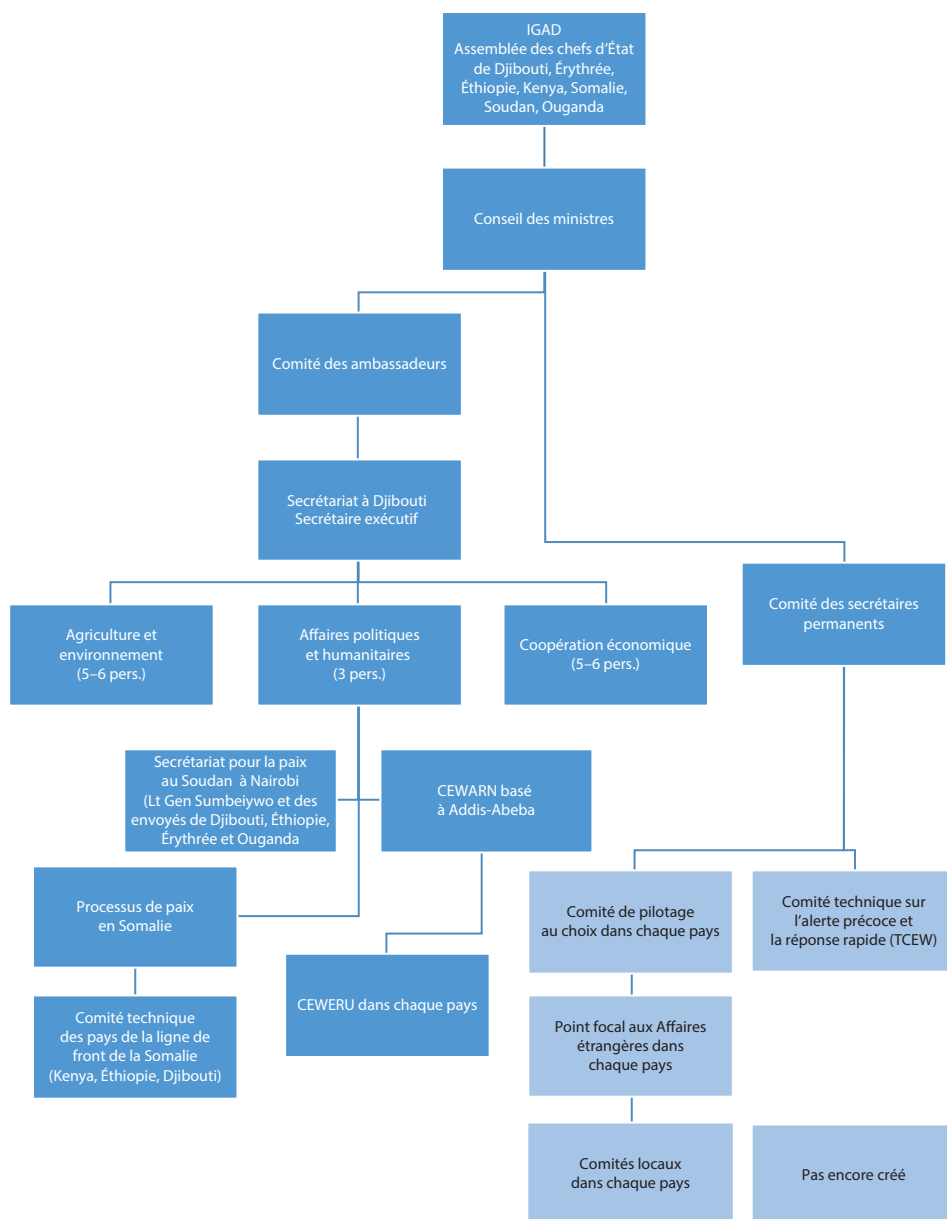 IGAD
Assemblée des chefs d’État
de Djibouti, Érythrée,
Éthiopie, Kenya, Somalie,
Soudan, Ouganda
Conseil des ministres
Comité des ambassadeurs
Secrétariat à Djibouti
Secrétaire exécutif
Comité des secrétaires
permanents
Agriculture et
environnement
(5–6 pers.)
Affaires politiques
et humanitaires
(3 pers.)
Coopération économique
(5–6 pers.)
Secrétariat pour la paix
au Soudan à Nairobi
(Lt Gen Sumbeiywo et des
envoyés de Djibouti, Éthiopie,
Érythrée et Ouganda
CEWARN basé
à Addis-Abeba
Processus de paix
en Somalie
Comité de pilotage
au choix dans chaque pays
Comité technique sur
l’alerte précoce et
la réponse rapide (TCEW)
CEWERU dans chaque pays
Comité technique
des pays de la ligne de
front de la Somalie
(Kenya, Éthiopie, Djibouti)
Point focal aux Affaires
étrangères dans
chaque pays
Comités locaux
dans chaque pays
Pas encore créé